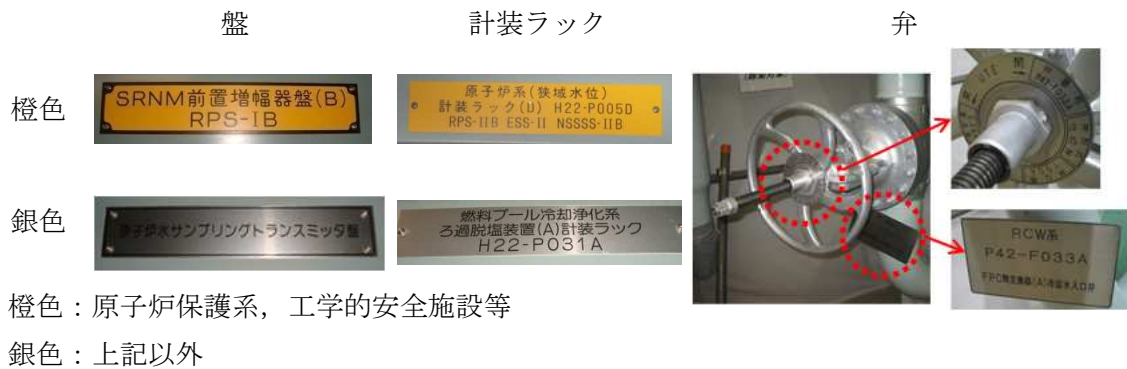 盤 計装ラック 弁
橙色
SRNM前置増幅器盤(B)
RPS-IB
原子炉系(狭域水位)
計装ラック(D) H22-P005D
RPS-IIB ESS-II NSSSS-IIB
銀色
原子炉水サンプリングトランスミッタ盤
燃料プール冷却浄化系
ろ過脱塩装置(A)計装ラック
H22-P031A
RCW系
P42-F033A
橙色：原子炉保護系，工学的安全施設等
銀色：上記以外